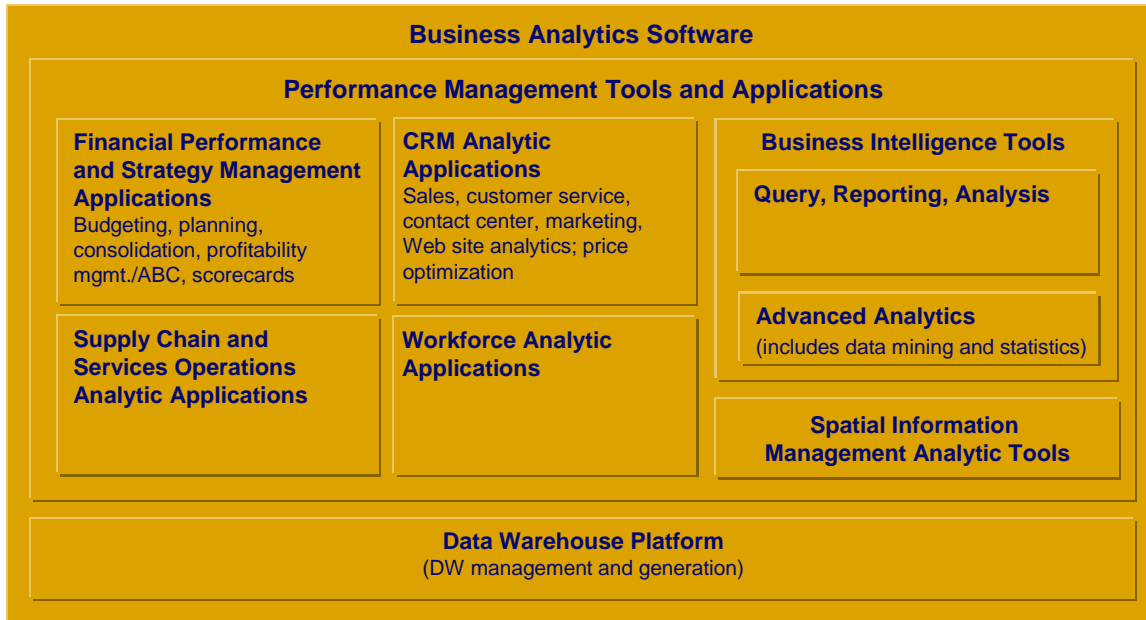 Business Analytics Software
Performance Management Tools and Applications
Financial Performance
and Strategy Management
Applications
Budgeting, planning,
consolidation, profitability
mgmt./ABC, scorecards
CRM Analytic
Applications
Sales, customer service,
contact center, marketing,
Web site analytics; price
optimization
Business Intelligence Tools
Query, Reporting, Analysis
Advanced Analytics
(includes data mining and statistics)
Supply Chain and
Services Operations
Analytic Applications
Workforce Analytic
Applications
Spatial Information
Management Analytic Tools
Data Warehouse Platform
(DW management and generation)